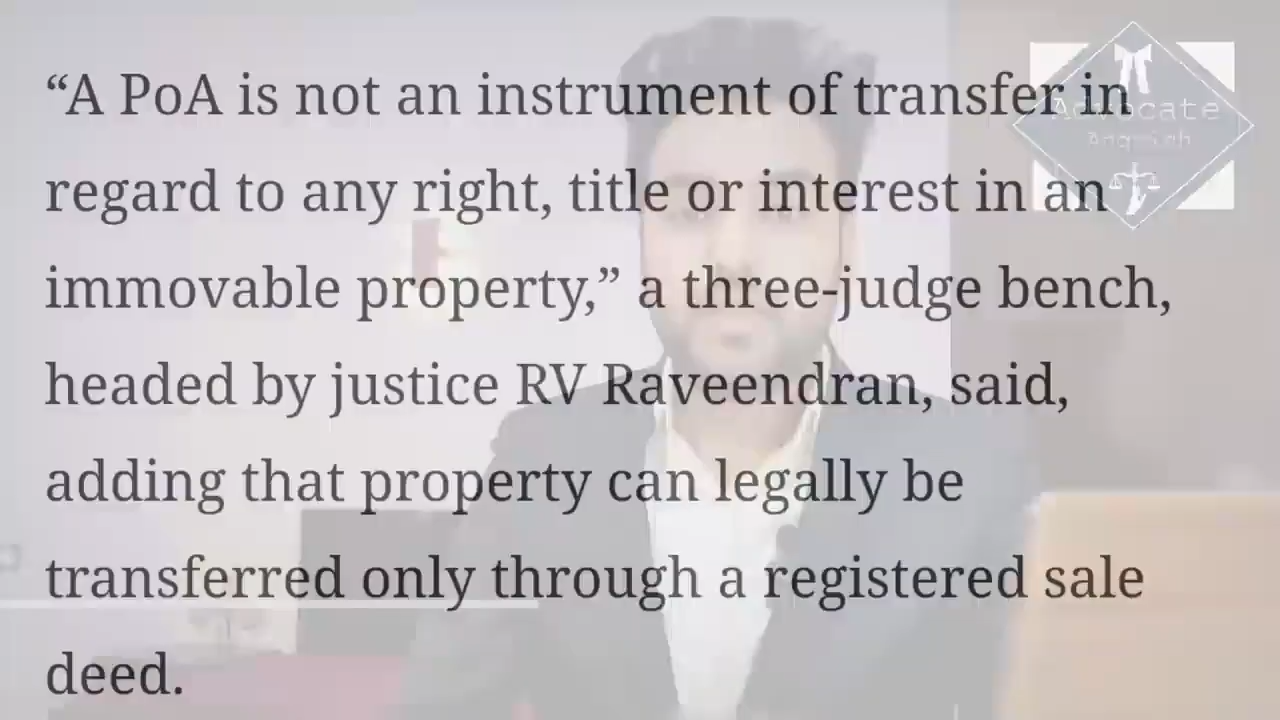 “A PoA is not an instrument of transfer in
regard to any right, title or interest in an
immovable property,” a three-judge bench,
headed by justice RV Raveendran, said,
adding that property can legally be
transferred only through a registered sale
deed.
Advocate